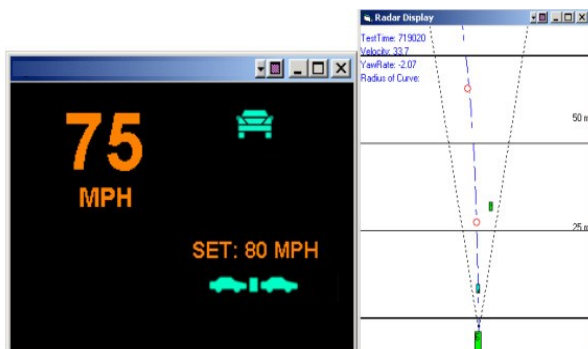 75
MPH
SET: 80 MPH
Radar Display
TestTime: 719020
Velocity: 33.7
YawRate: -2.07
Radius of Curve:
50 m
25 m